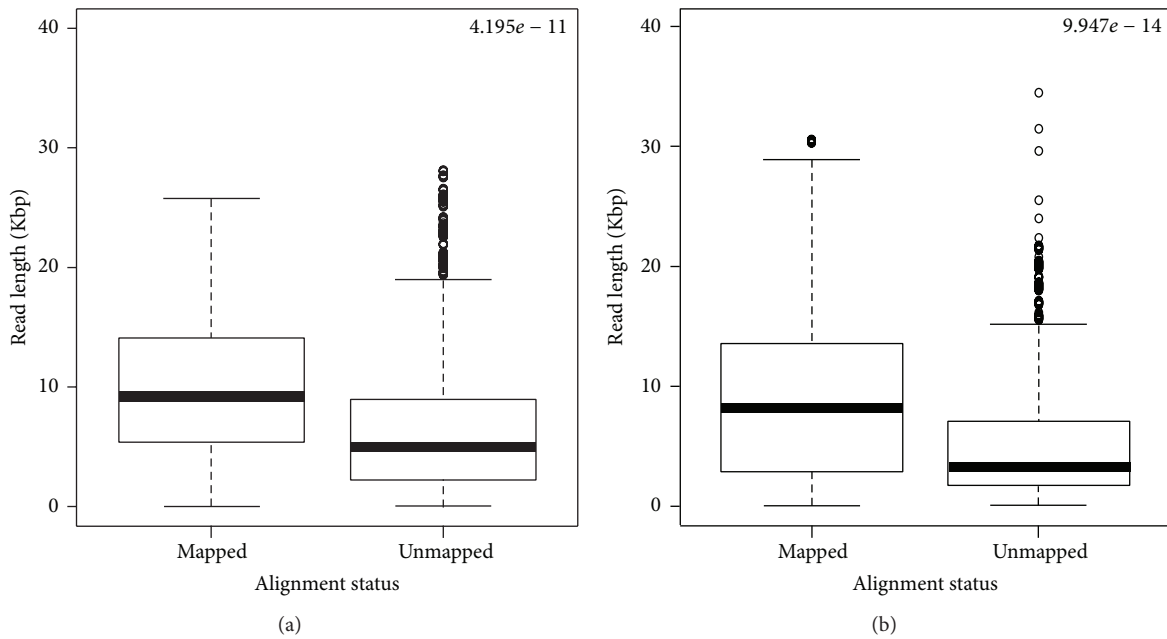 4.195e − 11
40
30
20
10
0
Read length (Kbp)
Mapped
Unmapped
Alignment status
(a)
9.947e − 14
40
30
20
10
0
Read length (Kbp)
Mapped
Unmapped
Alignment status
(b)